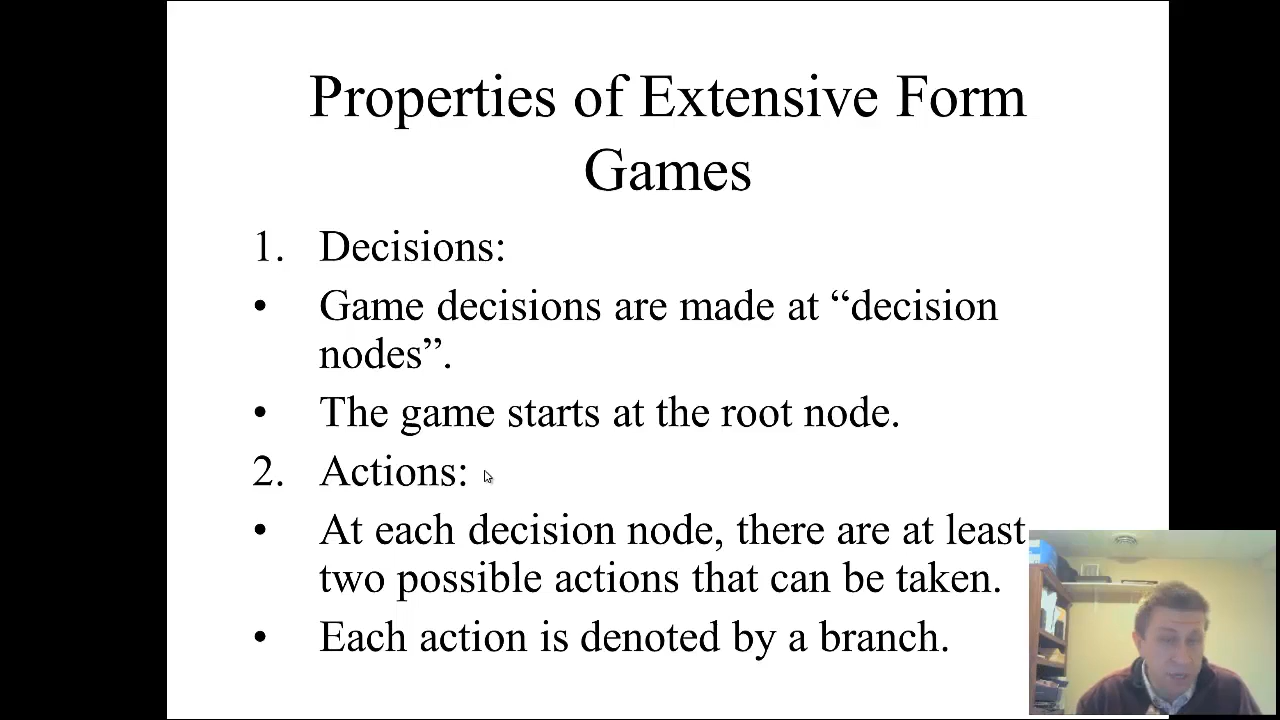 Properties of Extensive Form
Games
1. Decisions:
• Game decisions are made at “decision
nodes”.
• The game starts at the root node.
2. Actions:
• At each decision node, there are at least
two possible actions that can be taken.
• Each action is denoted by a branch.